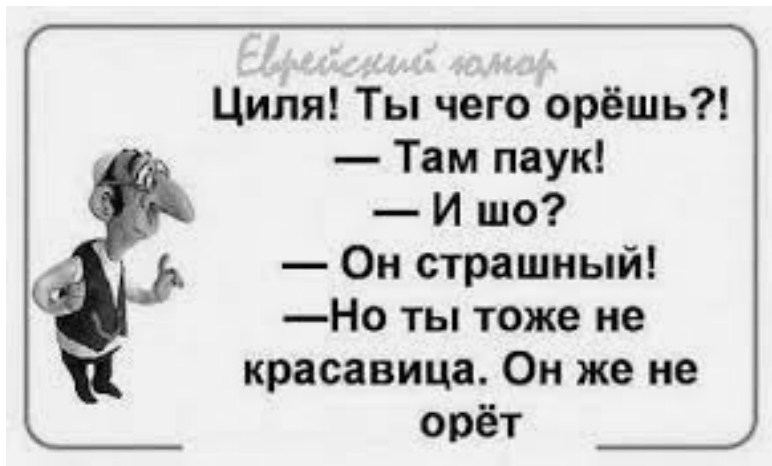 Еврейский юмор
Циля! Ты чего орёшь?!
— Там паук!
— И шо?
— Он страшный!
—Но ты тоже не
красавица. Он же не
орёт